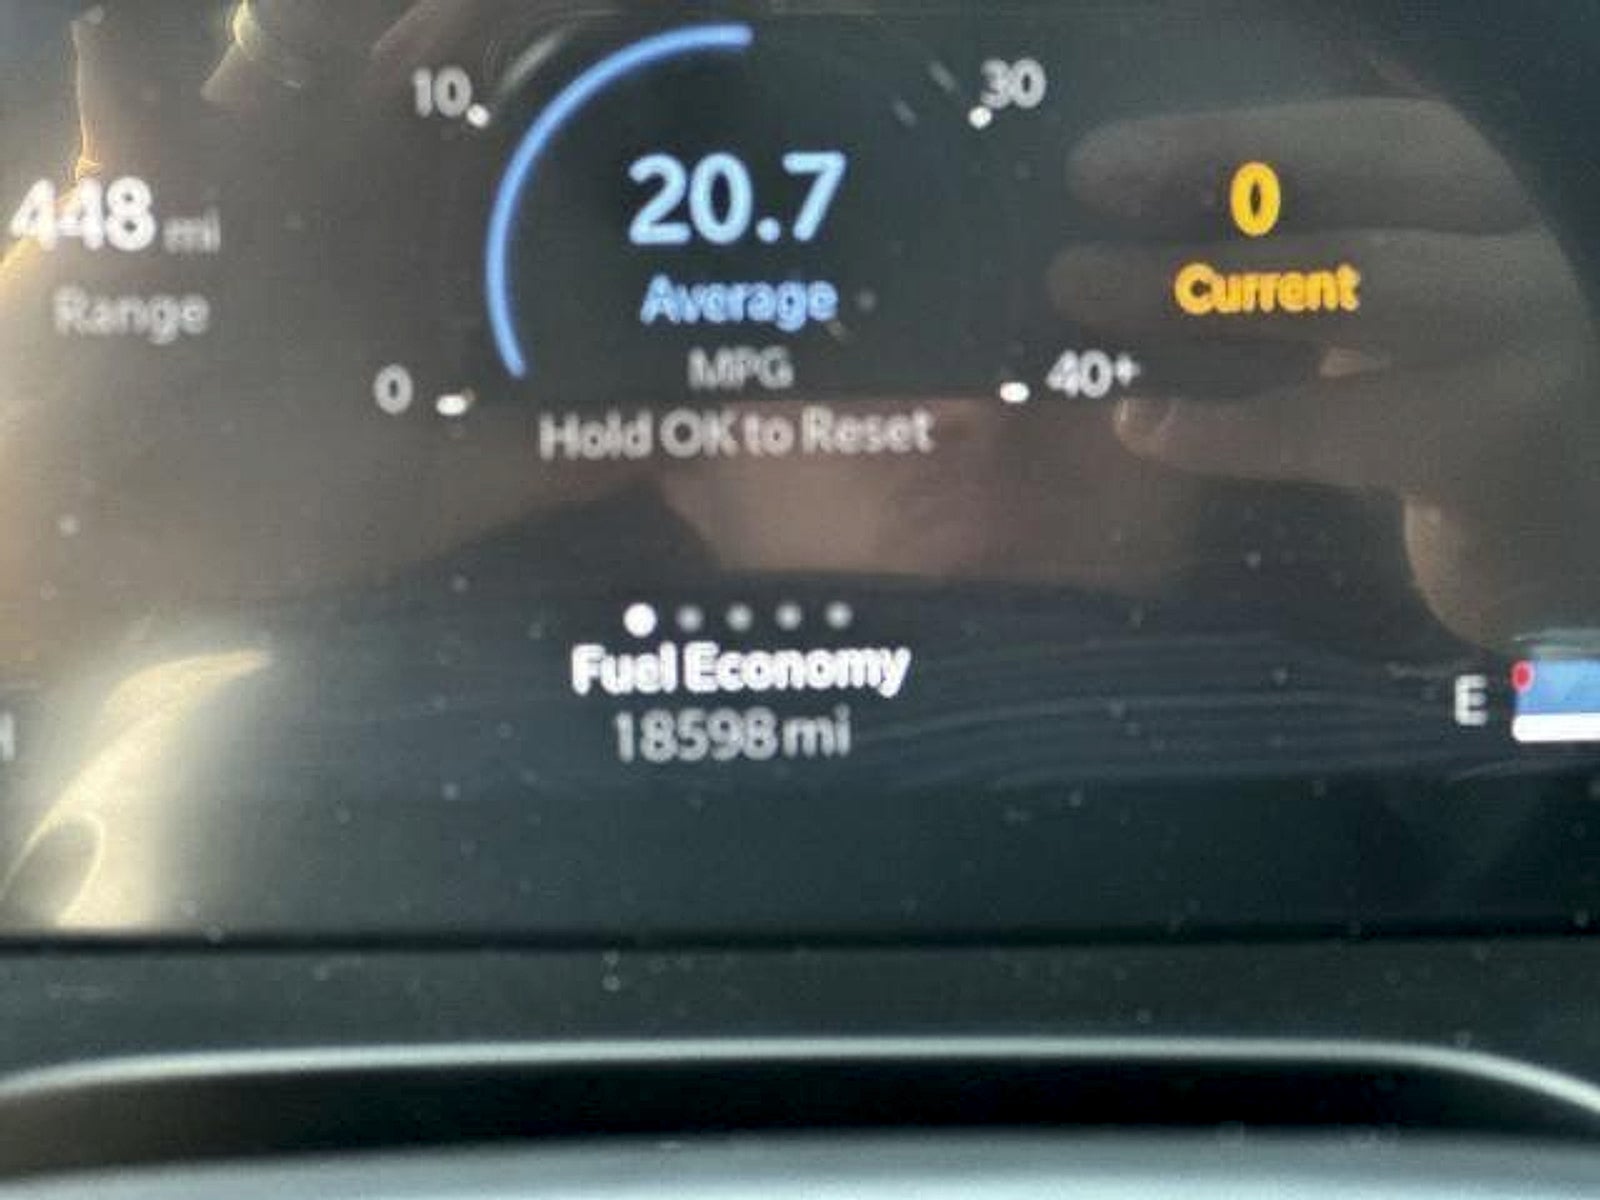 10
30
448 mi
Range
20.7
Average
MPG
0
Current
0
40+
Hold OK to Reset
Fuel Economy
18598 mi
E
H